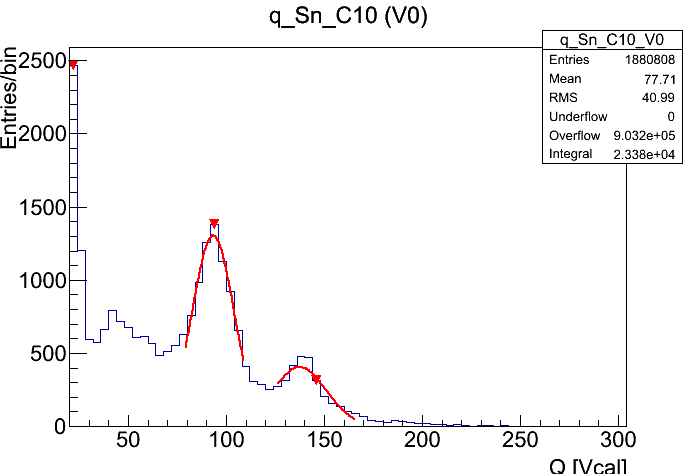 q_Sn_C10 (V0)
q_Sn_C10_V0
Entries 1880808
Mean 77.71
RMS 40.99
Underflow 0
Overflow 9.032e+05
Integral 2.338e+04
Entries/bin
2500
2000
1500
1000
500
0
50 100 150 200 250 300
Q [Vcal]